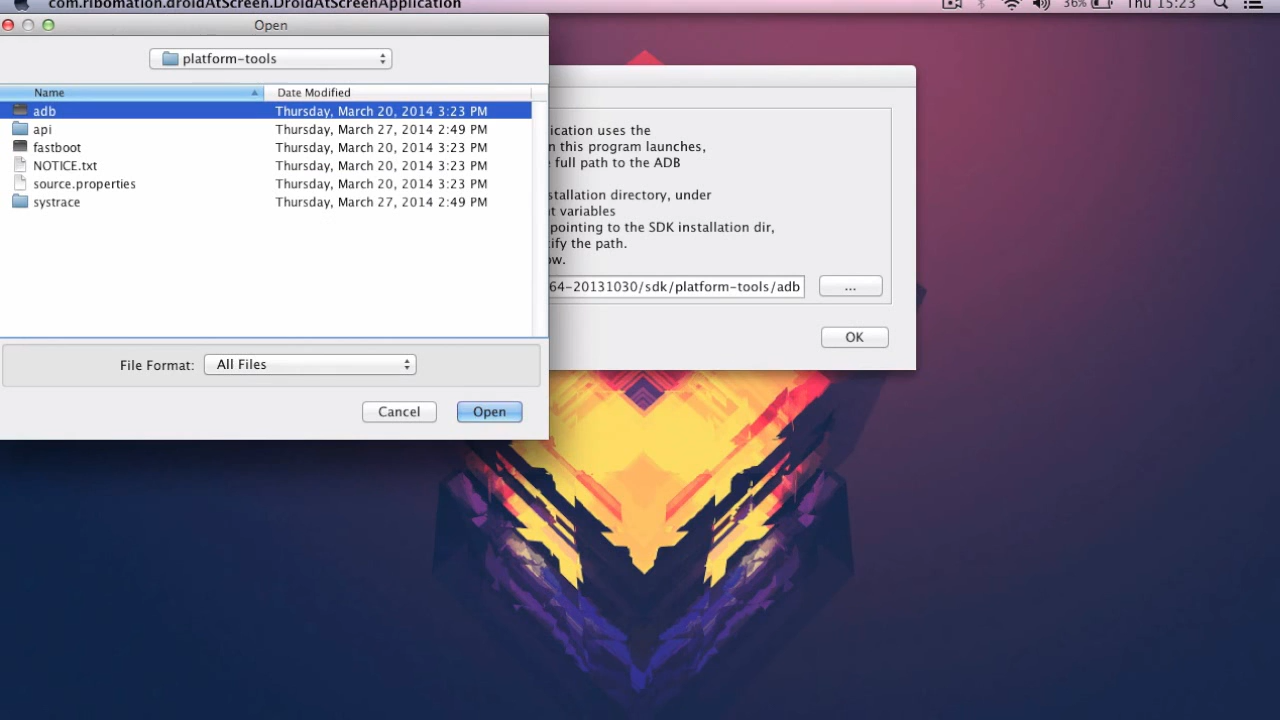 com.ribomation.droidAtScreen.DroidAtScreenApplication
36%
Thu 15:23
Open
platform-tools
Name
Date Modified
adb
Thursday, March 20, 2014 3:23 PM
api
Thursday, March 27, 2014 2:49 PM
fastboot
Thursday, March 20, 2014 3:23 PM
NOTICE.txt
Thursday, March 20, 2014 3:23 PM
source.properties
Thursday, March 20, 2014 3:23 PM
systrace
Thursday, March 27, 2014 2:49 PM
File Format:
All Files
Cancel
Open
ication uses the
n this program launches,
full path to the ADB
stallation directory, under
t variables
pointing to the SDK installation dir,
ify the path.
ow.
64-20131030/sdk/platform-tools/adb
...
OK